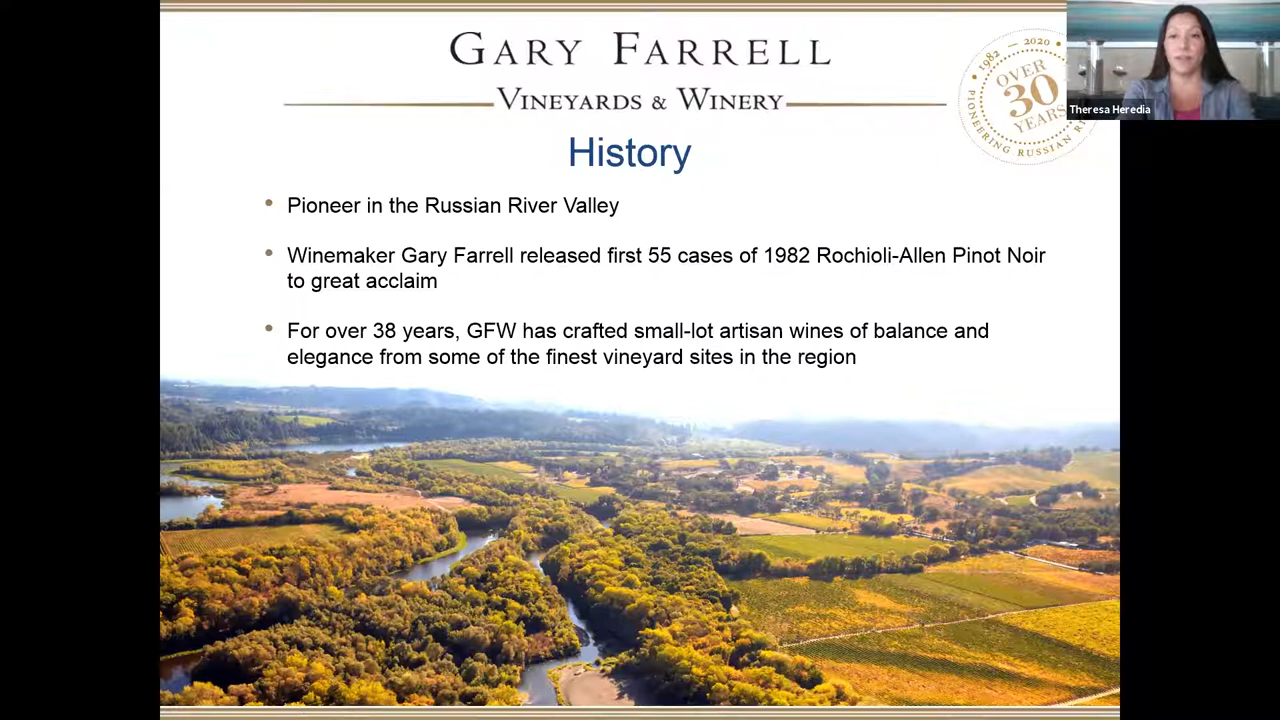 GARY FARRELL
VINEYARDS & WINERY
1982 — 2020
OVER
30
YEARS
PIONEERING RUSSIAN
Theresa Heredia
History
• Pioneer in the Russian River Valley
• Winemaker Gary Farrell released first 55 cases of 1982 Rochioli-Allen Pinot Noir
to great acclaim
• For over 38 years, GFW has crafted small-lot artisan wines of balance and
elegance from some of the finest vineyard sites in the region